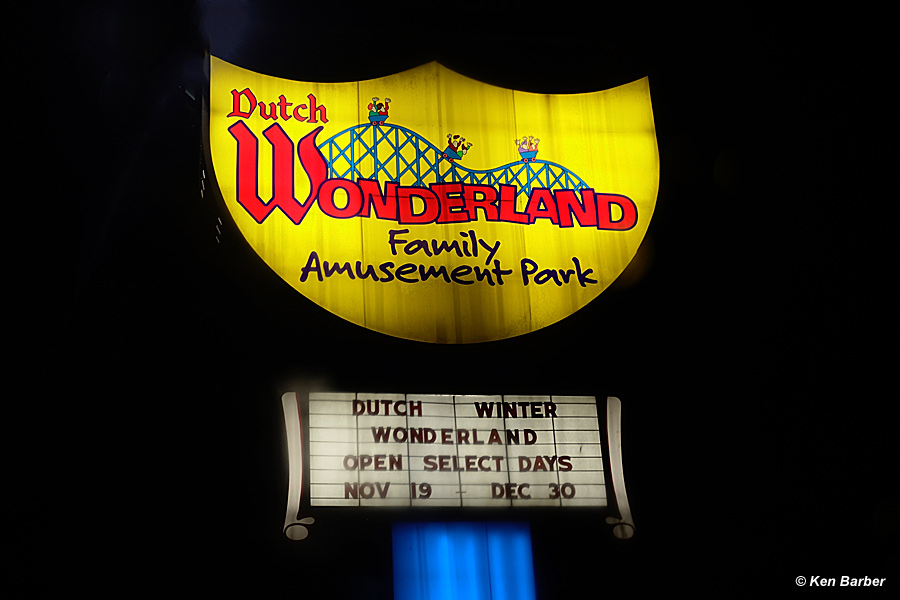 Dutch
WONDERLAND
Family
Amusement Park
DUTCH WINTER
WONDERLAND
OPEN SELECT DAYS
NOV 19 - DEC 30
© Ken Barber